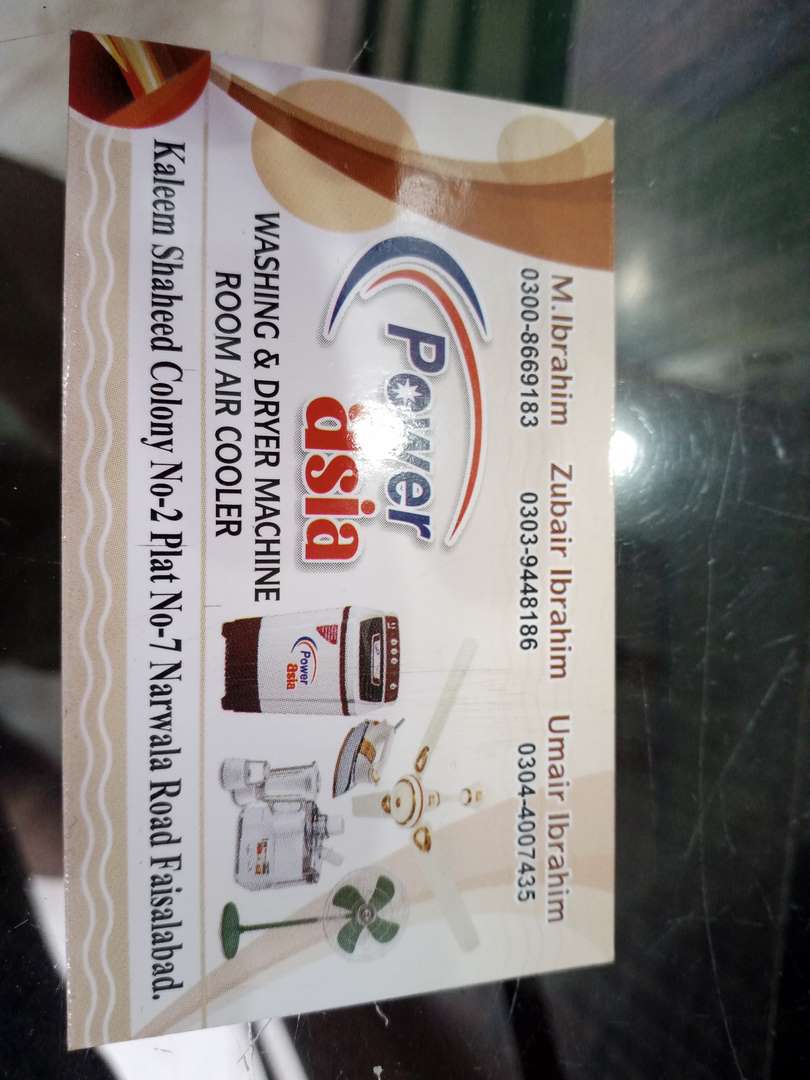 M.Ibrahim Zubair Ibrahim Umair Ibrahim
0300-8669183 0303-9448186 0304-4007435
Power
asia
WASHING & DRYER MACHINE
ROOM AIR COOLER
Power
asia
Kaleem Shaheed Colony No-2 Plat No-7 Narwala Road Faisalabad.